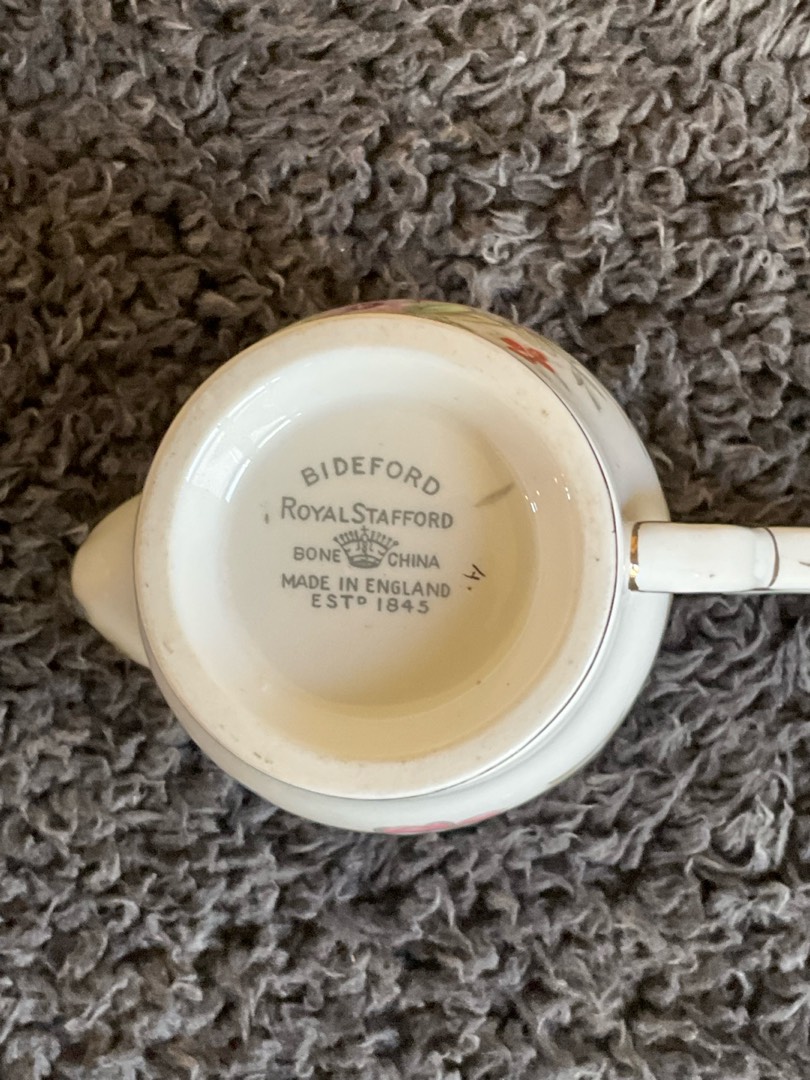 BIDEFORD
ROYAL STAFFORD
BONE CHINA
MADE IN ENGLAND
ESTD 1845